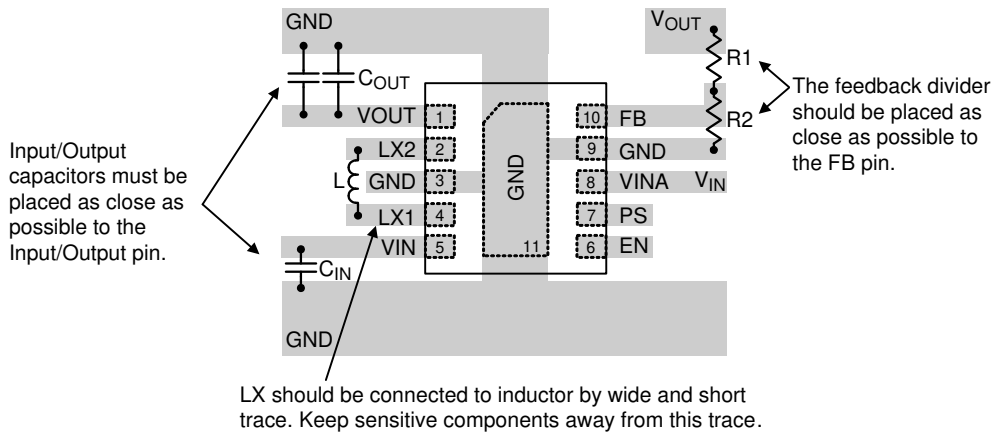 GND
VOUT
R1
COUT
The feedback divider
should be placed as
close as possible to
the FB pin.
VOUT 1
10 FB
R2
Input/Output
capacitors must be
placed as close as
possible to the
Input/Output pin.
LX2 2
9 GND
L
GND 3
GND
8 VINA VIN
LX1 4
7 PS
VIN 5
11
6 EN
CIN
GND
LX should be connected to inductor by wide and short
trace. Keep sensitive components away from this trace.